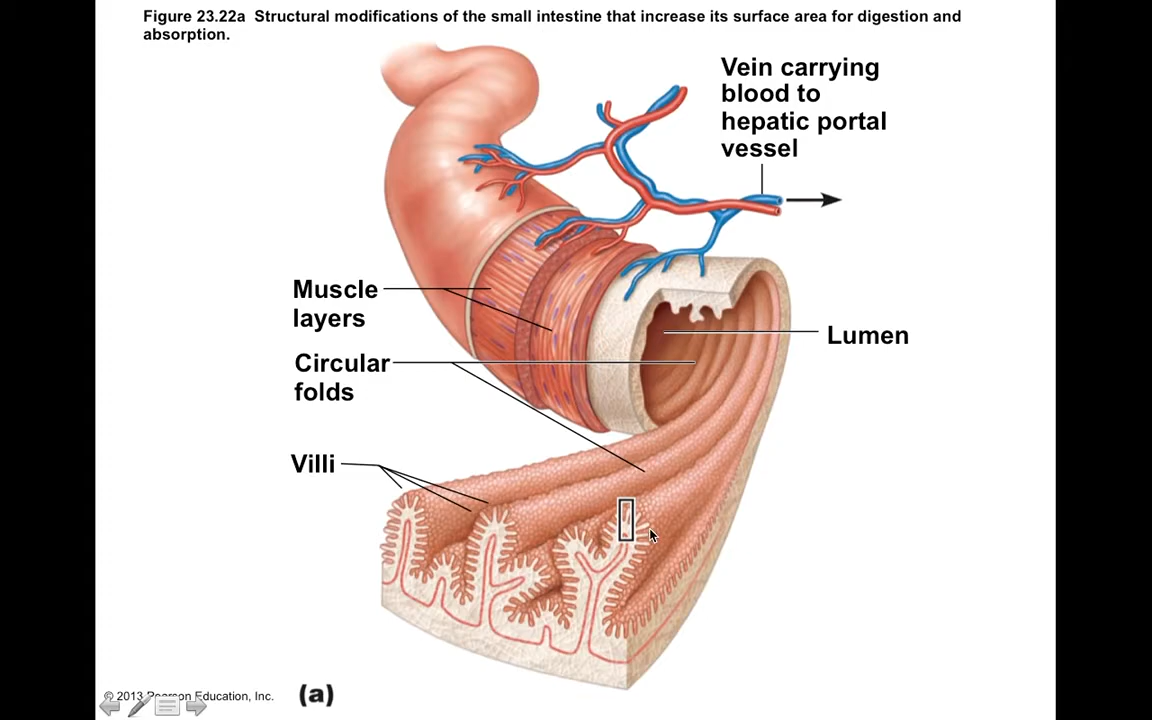 Figure 23.22a  Structural modifications of the small intestine that increase its surface area for digestion and
absorption.
Vein carrying
blood to
hepatic portal
vessel
Muscle
layers
Lumen
Circular
folds
Villi
© 2013 Pearson Education, Inc.
(a)